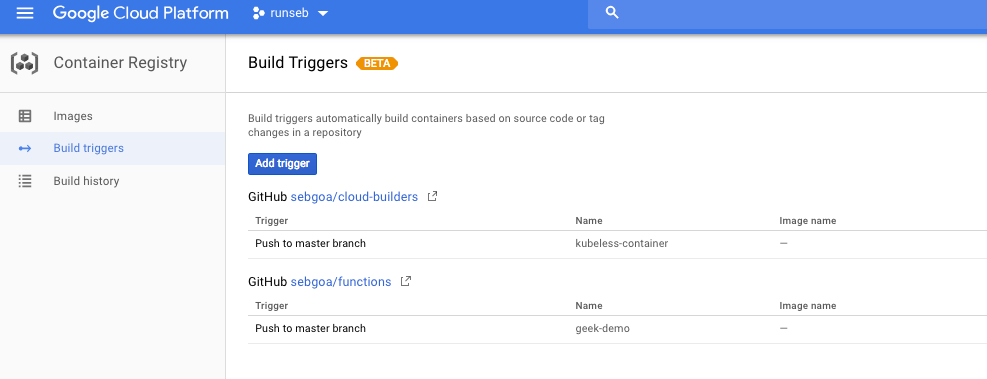 Google Cloud Platform runseb
Container Registry
Build Triggers BETA
Images
Build triggers
Build history
Build triggers automatically build containers based on source code or tag
changes in a repository
Add trigger
GitHub sebgoa/cloud-builders
Trigger Name Image name
Push to master branch kubeless-container —
GitHub sebgoa/functions
Trigger Name Image name
Push to master branch geek-demo —